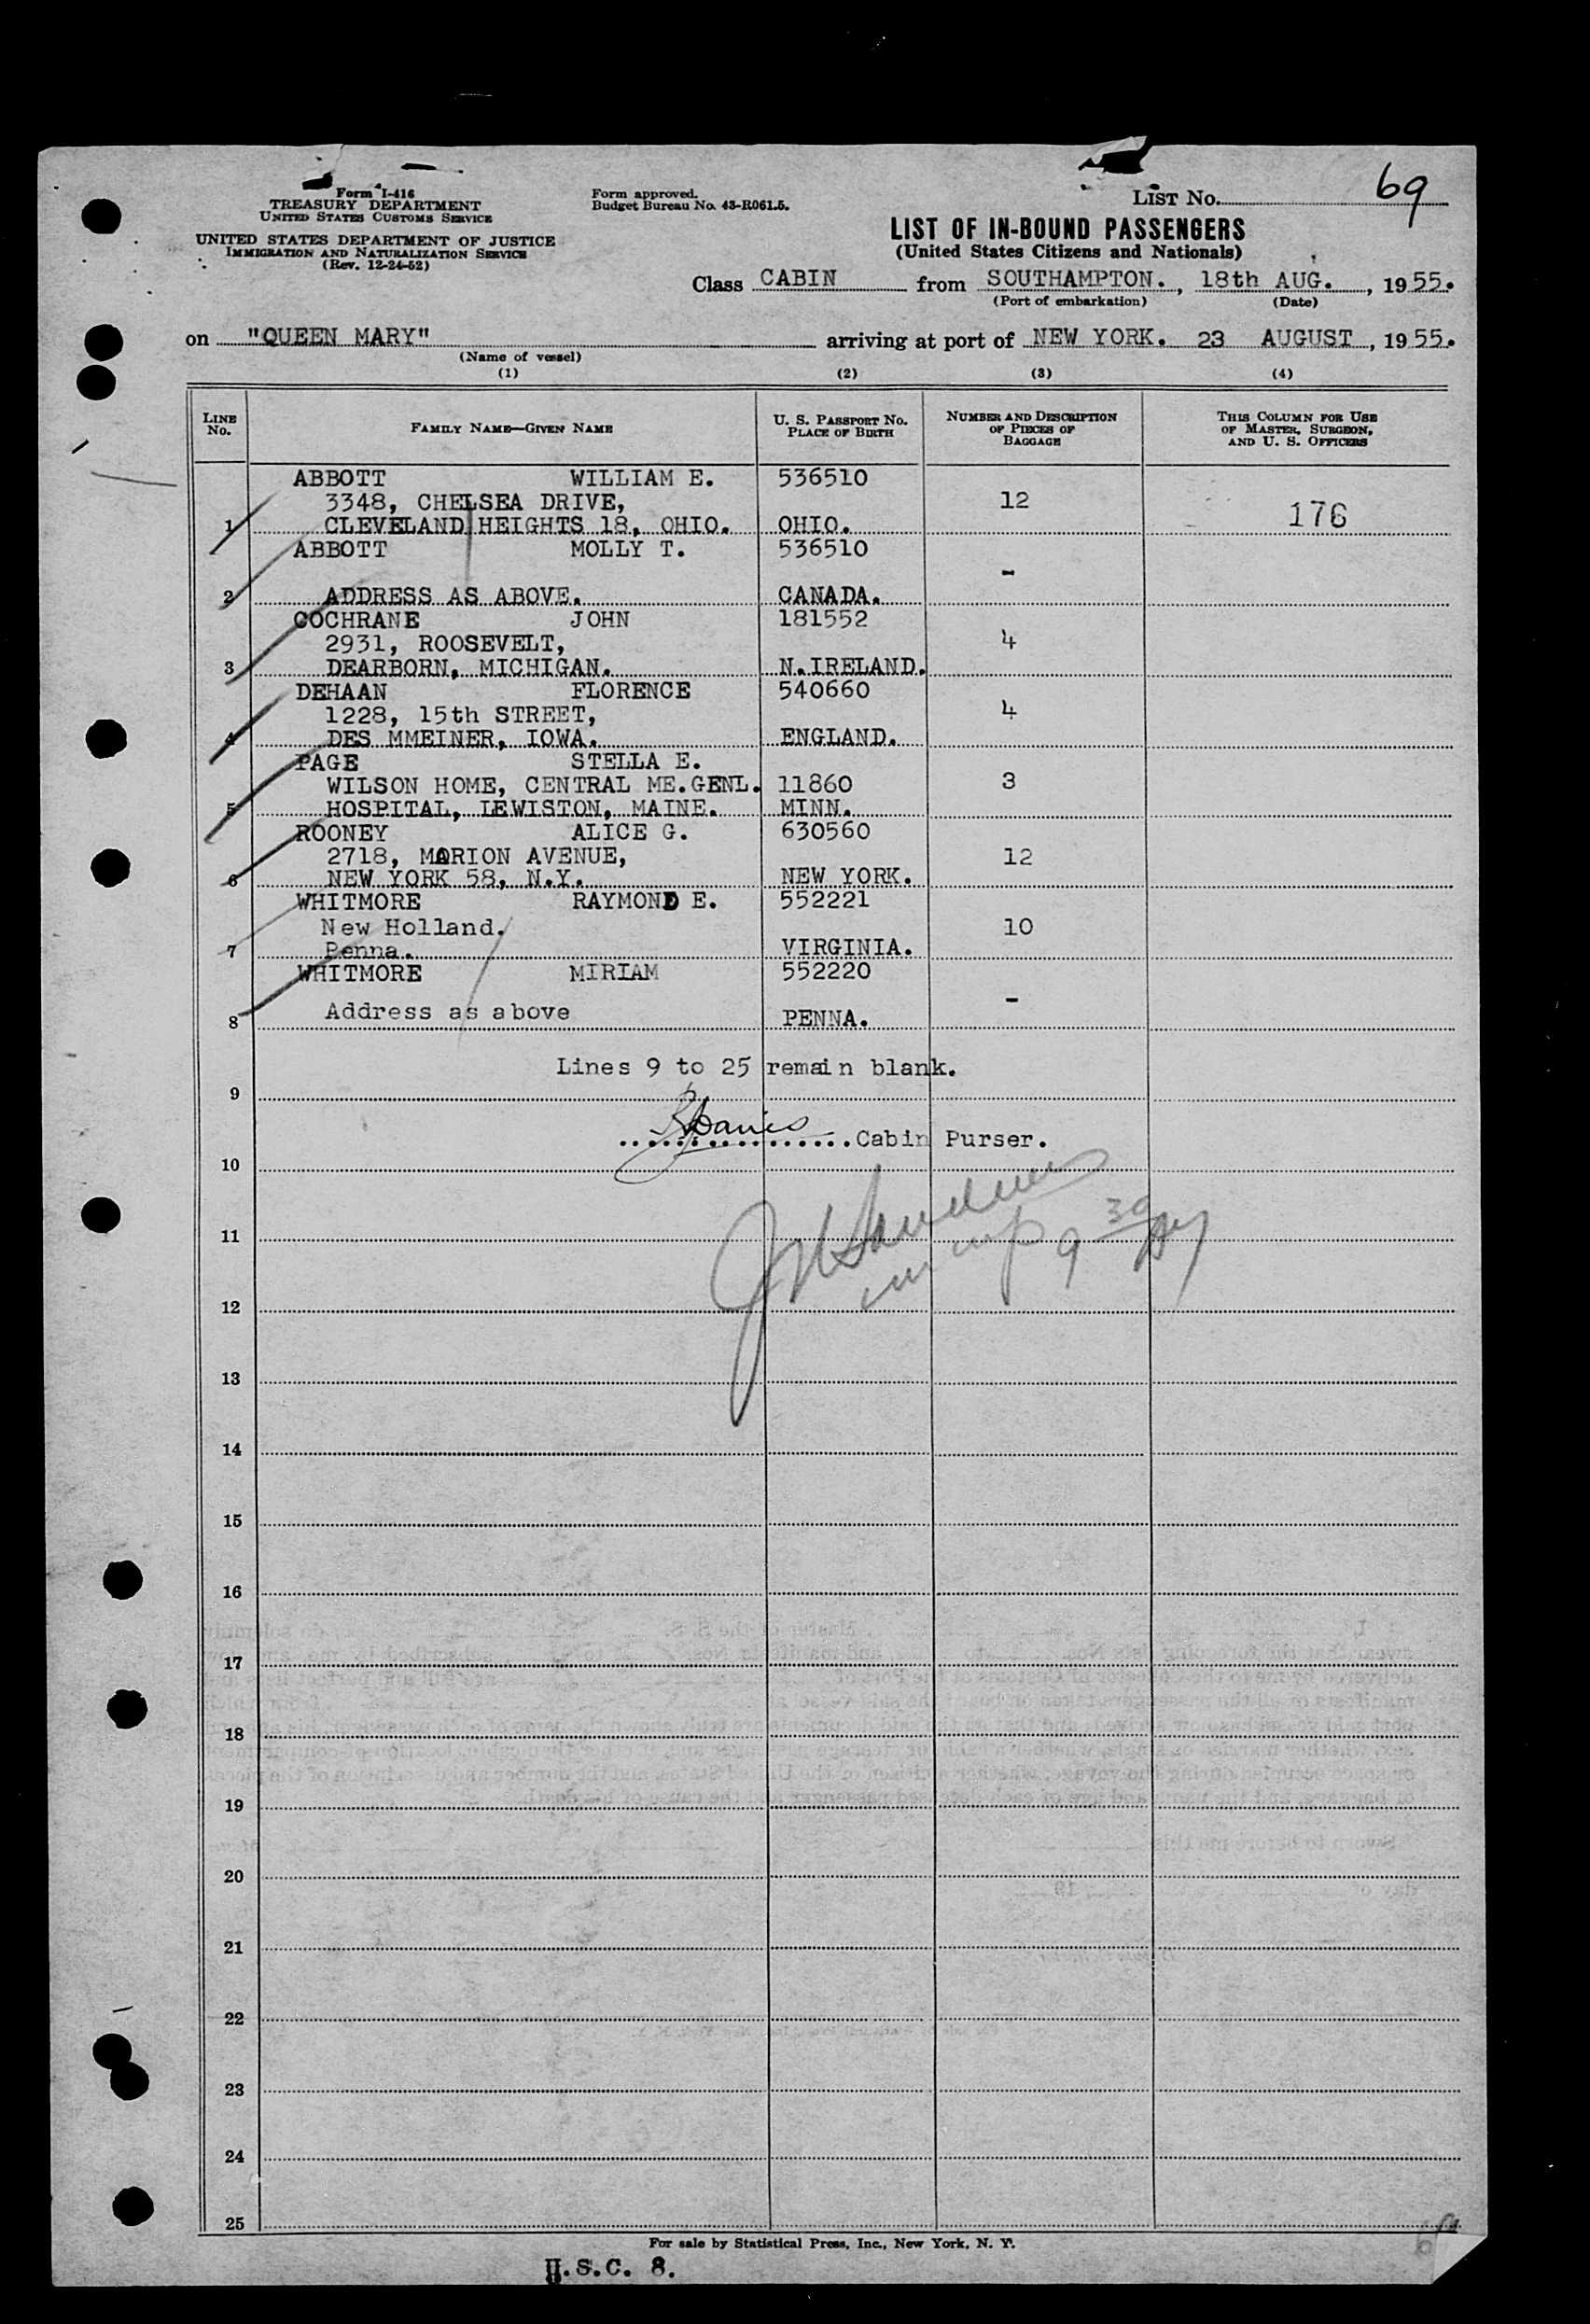 Form I-416
TREASURY DEPARTMENT
UNITED STATES CUSTOMS SERVICE
UNITED STATES DEPARTMENT OF JUSTICE
IMMIGRATION AND NATURALIZATION SERVICE
(Rev. 12-24-52)
Form approved.
Budget Bureau No. 43-R061.5.
LIST No. 69
LIST OF IN-BOUND PASSENGERS
(United States Citizens and Nationals)
Class CABIN from SOUTHAMPTON., 18th AUG., 1955.
(Port of embarkation) (Date)
on "QUEEN MARY" arriving at port of NEW YORK. 23 AUGUST, 1955.
(Name of vessel)
(1) (2) (3) (4)
LINE No. FAMILY NAME—GIVEN NAME U. S. PASSPORT No. PLACE OF BIRTH NUMBER AND DESCRIPTION OF PIECES OF BAGGAGE THIS COLUMN FOR USE OF MASTER, SURGEON, AND U. S. OFFICERS
ABBOTT WILLIAM E. 536510
3348, CHELSEA DRIVE, 12
1 CLEVELAND HEIGHTS 18, OHIO. OHIO. 176
ABBOTT MOLLY T. 536510
-
2 ADDRESS AS ABOVE. CANADA.
COCHRANE JOHN 181552
2931, ROOSEVELT, 4
3 DEARBORN, MICHIGAN. N.IRELAND.
DEHAAN FLORENCE 540660
1228, 15th STREET, 4
4 DES MMEINER, IOWA. ENGLAND.
PAGE STELLA E.
WILSON HOME, CENTRAL ME.GENL. 11860 3
5 HOSPITAL, LEWISTON, MAINE. MINN.
ROONEY ALICE G. 630560
2718, MARION AVENUE, 12
6 NEW YORK 58, N.Y. NEW YORK.
WHITMORE RAYMOND E. 552221
New Holland. 10
7 Penna. VIRGINIA.
WHITMORE MIRIAM 552220
-
8 Address as above PENNA.
Lines 9 to 25 remain blank.
9
Davies
Cabin Purser.
10
11
9 30
12
13
14
15
16
17
18
19
20
21
22
23
24
25
For sale by Statistical Press, Inc., New York, N. Y.
U.S.C. 8.